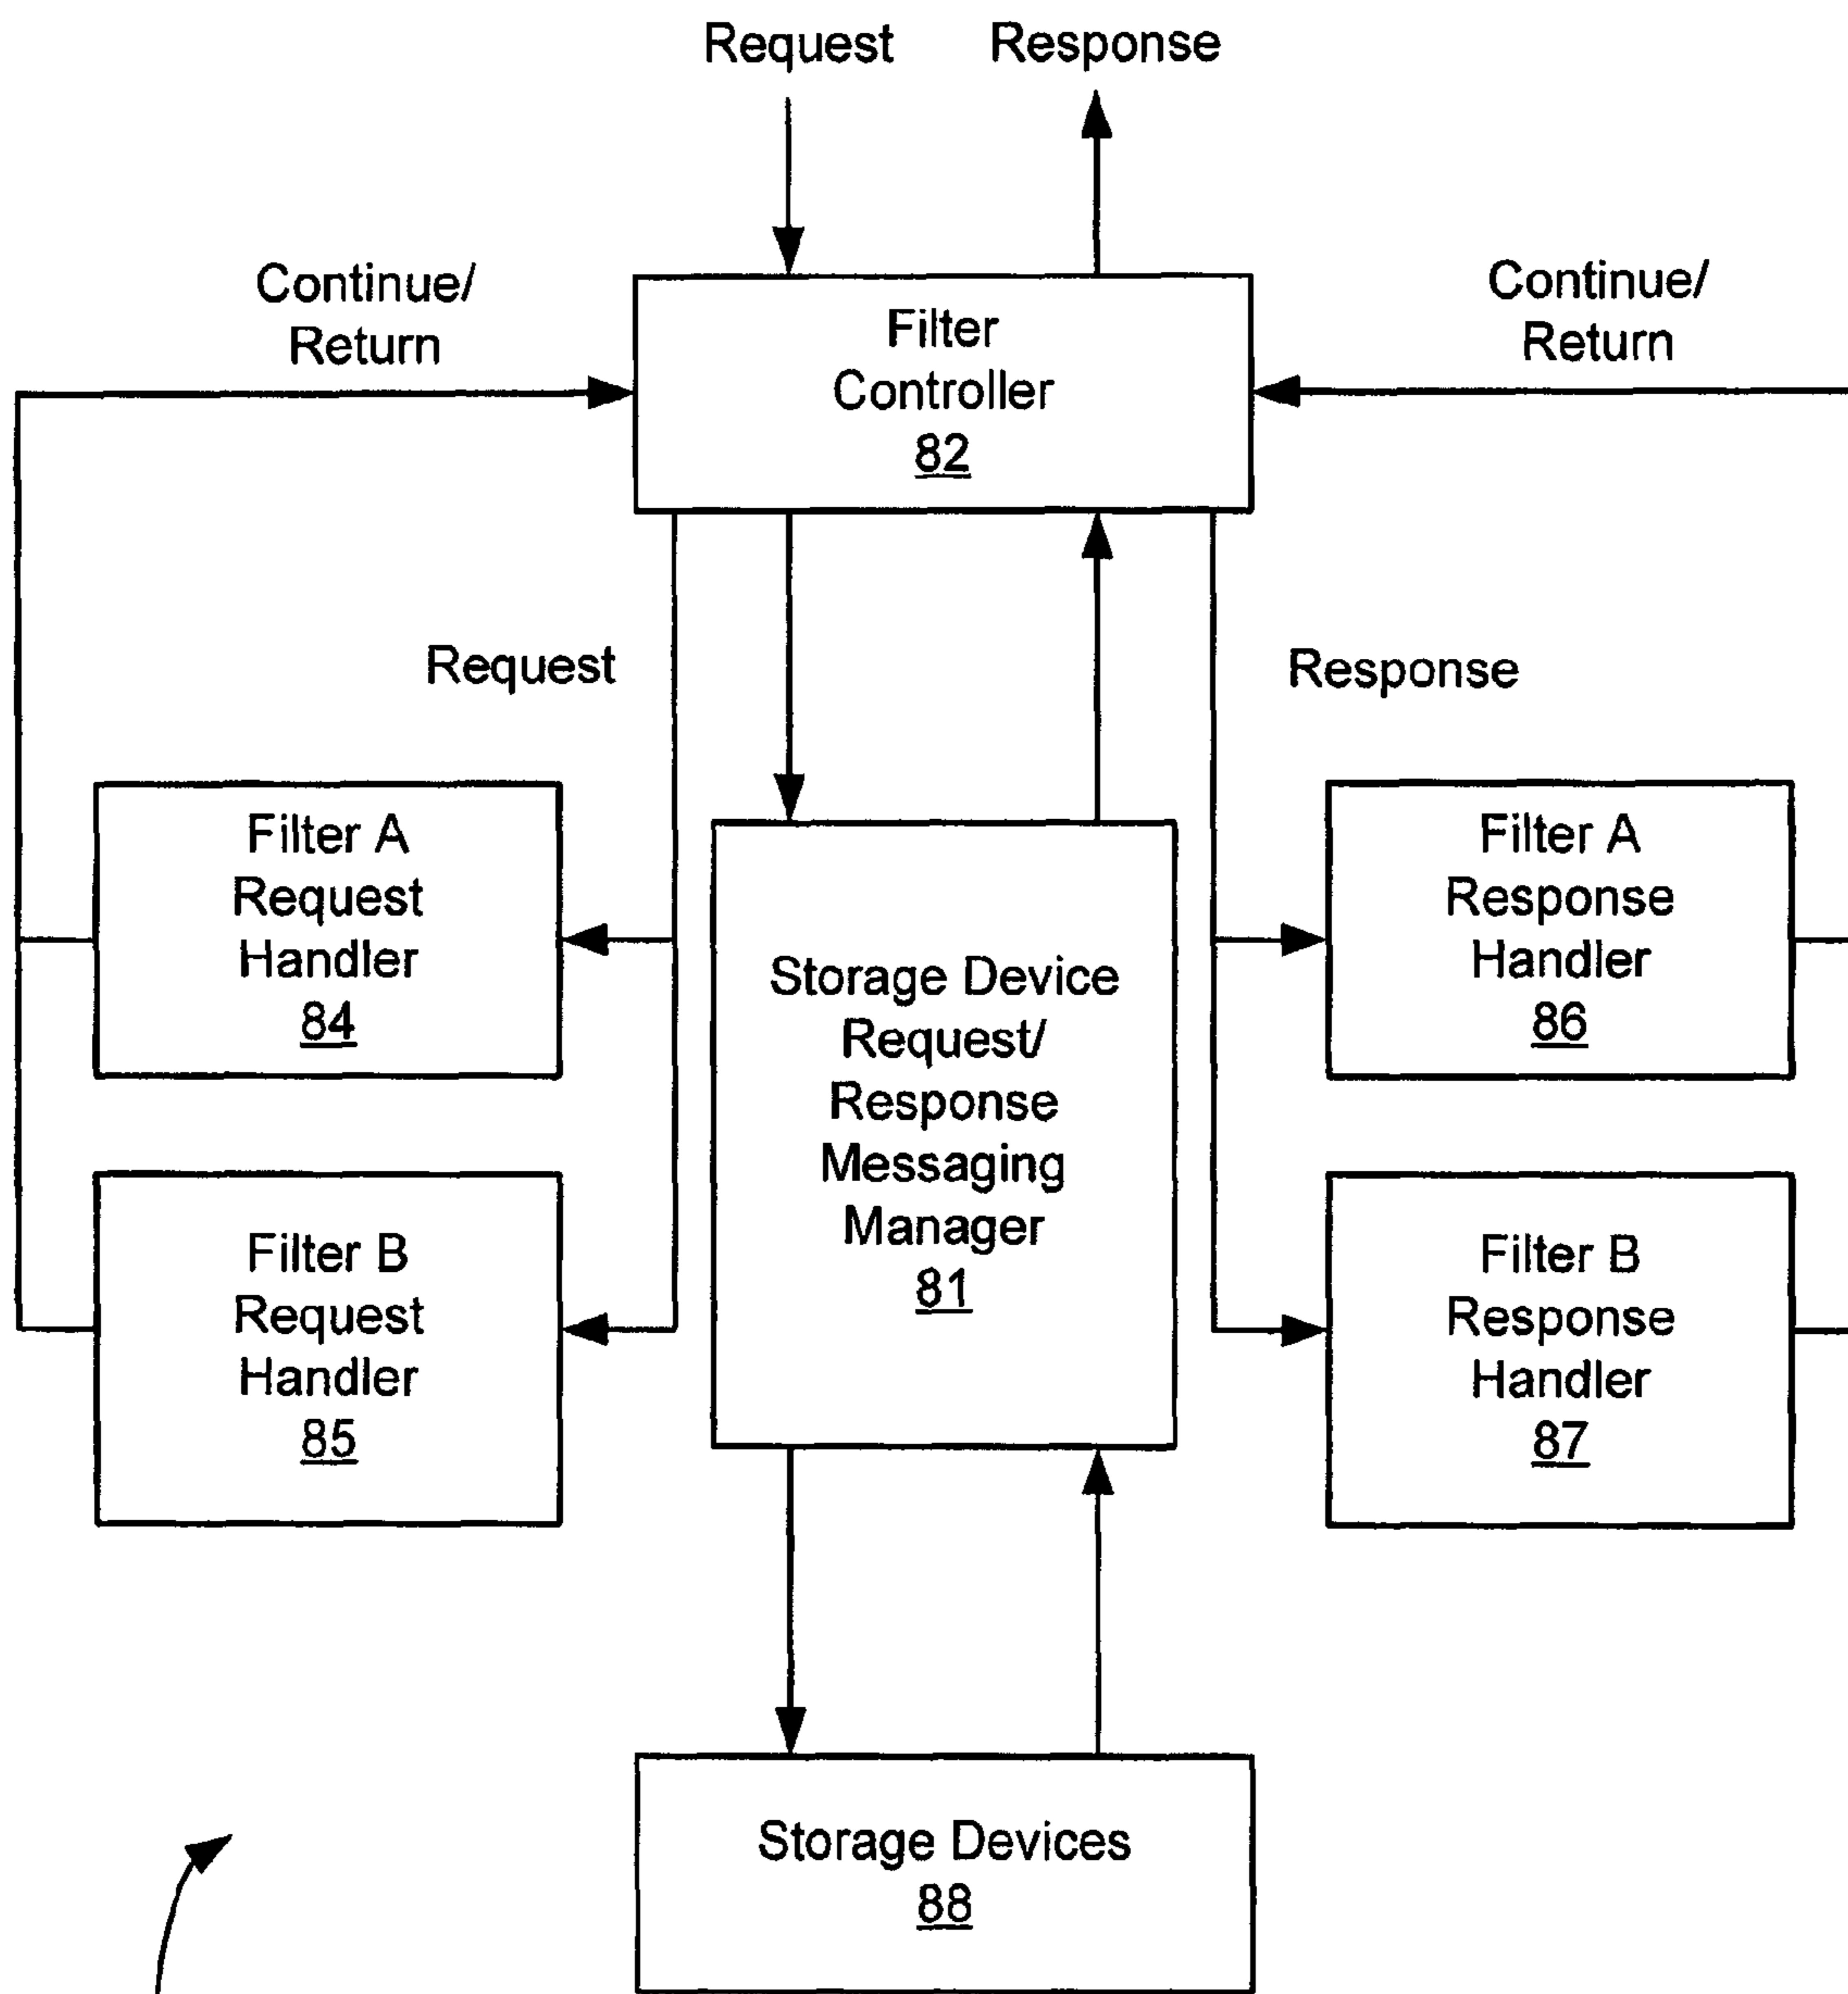 Request
Response
Continue/
Return
Filter
Controller
82
Continue/
Return
Request
Response
Filter A
Request
Handler
84
Storage Device
Request/
Response
Messaging
Manager
81
Filter A
Response
Handler
86
Filter B
Request
Handler
85
Filter B
Response
Handler
87
Storage Devices
88